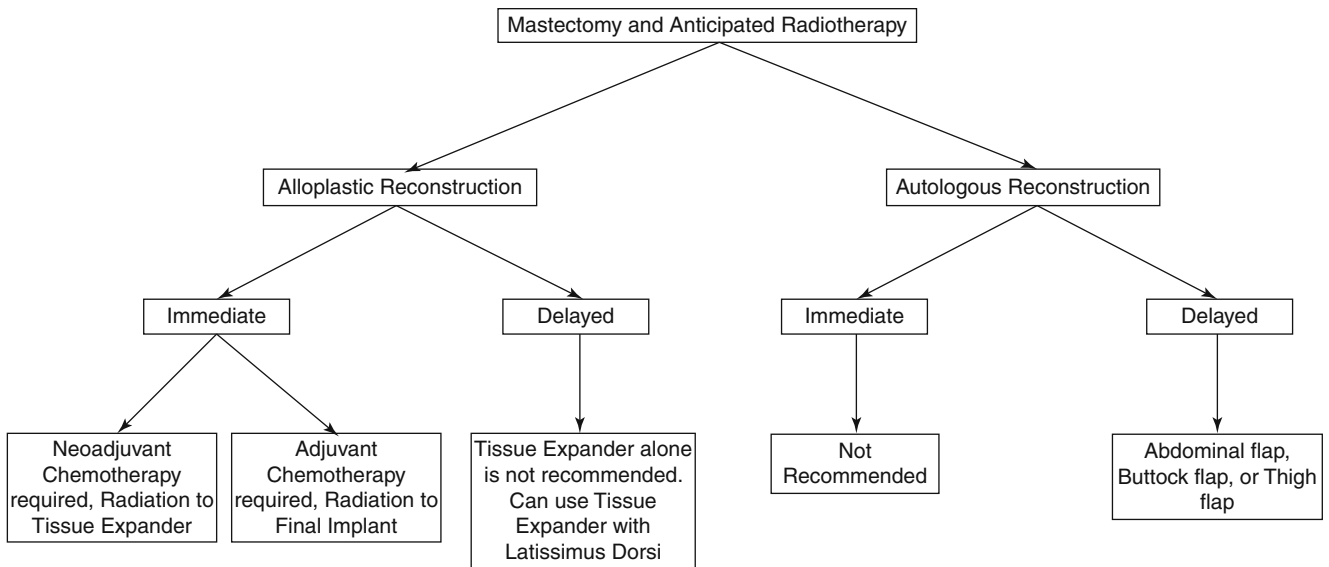 Mastectomy and Anticipated Radiotherapy
Alloplastic Reconstruction
Autologous Reconstruction
Immediate
Delayed
Immediate
Delayed
Neoadjuvant
Chemotherapy
required, Radiation to
Tissue Expander
Adjuvant
Chemotherapy
required, Radiation to
Final Implant
Tissue Expander alone
is not recommended.
Can use Tissue
Expander with
Latissimus Dorsi
Not
Recommended
Abdominal flap,
Buttock flap, or Thigh
flap